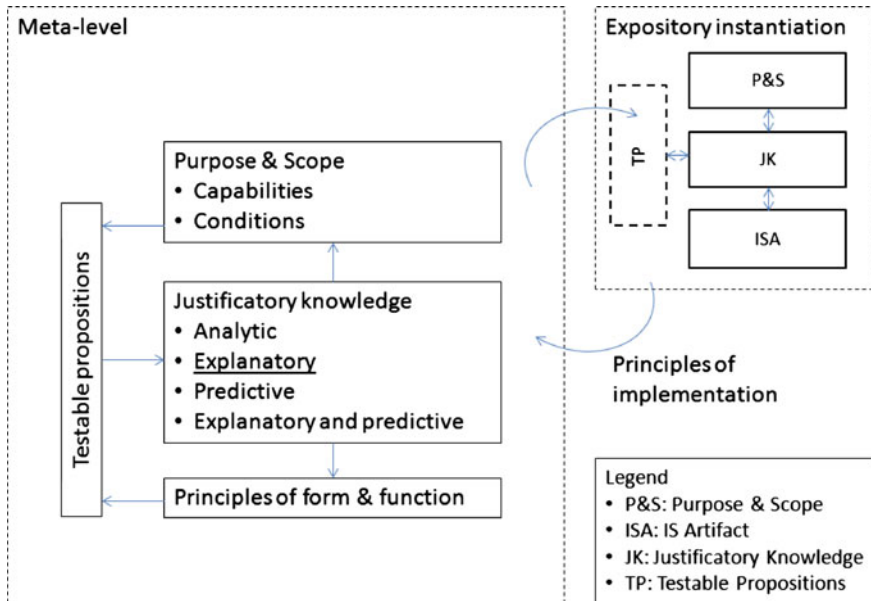 Meta-level
Purpose & Scope
• Capabilities
• Conditions
Testable propositions
Justificatory knowledge
• Analytic
• Explanatory
• Predictive
• Explanatory and predictive
Principles of form & function
Expository instantiation
P&S
TP
JK
ISA
Principles of
implementation
Legend
• P&S: Purpose & Scope
• ISA: IS Artifact
• JK: Justificatory Knowledge
• TP: Testable Propositions